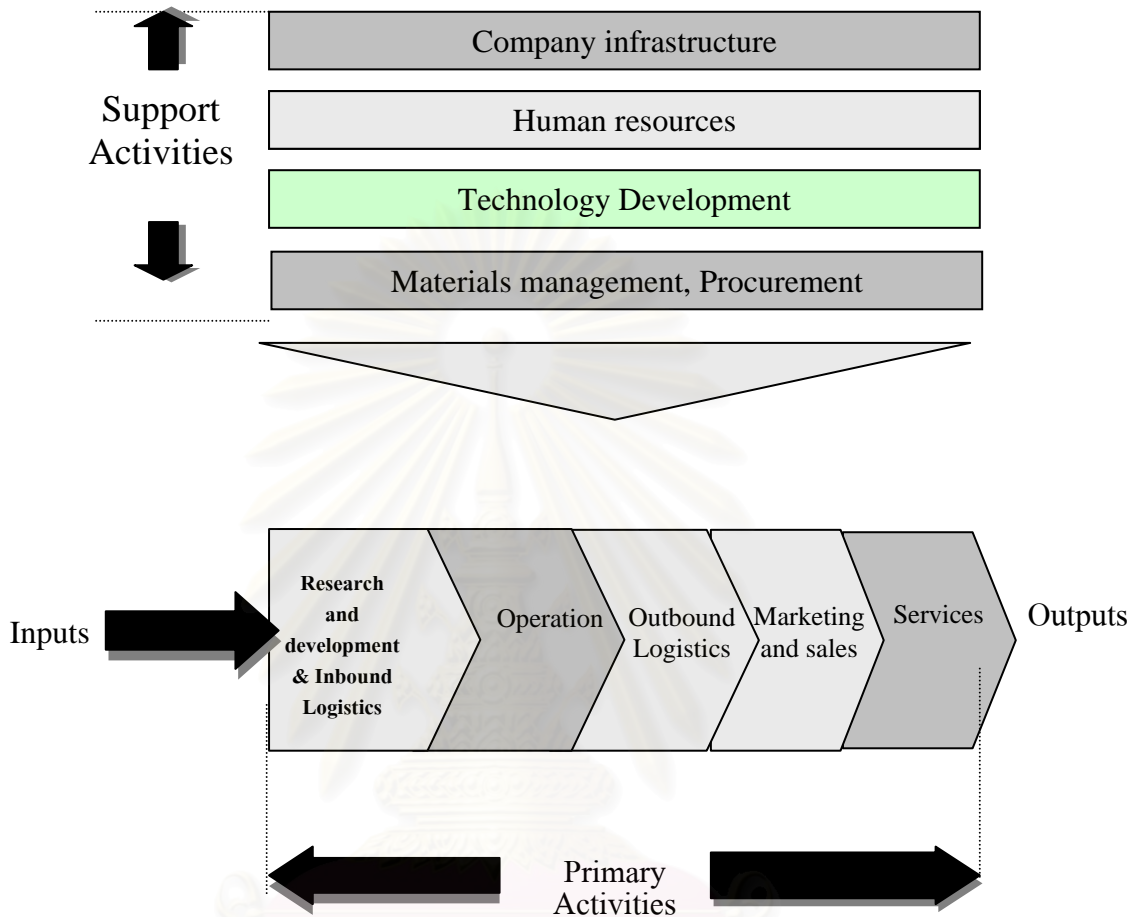 Company infrastructure
Support
Activities
Human resources
Technology Development
Materials management, Procurement
Inputs
Research
and
development
& Inbound
Logistics
Operation
Outbound
Logistics
Marketing
and sales
Services
Outputs
Primary
Activities